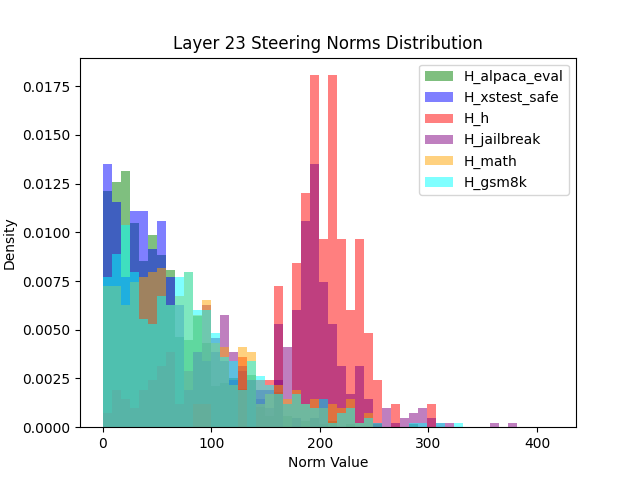 Layer 23 Steering Norms Distribution
H_alpaca_eval
H_xstest_safe
H_h
H_jailbreak
H_math
H_gsm8k
Density
0.0175
0.0150
0.0125
0.0100
0.0075
0.0050
0.0025
0.0000
0 100 200 300 400
Norm Value